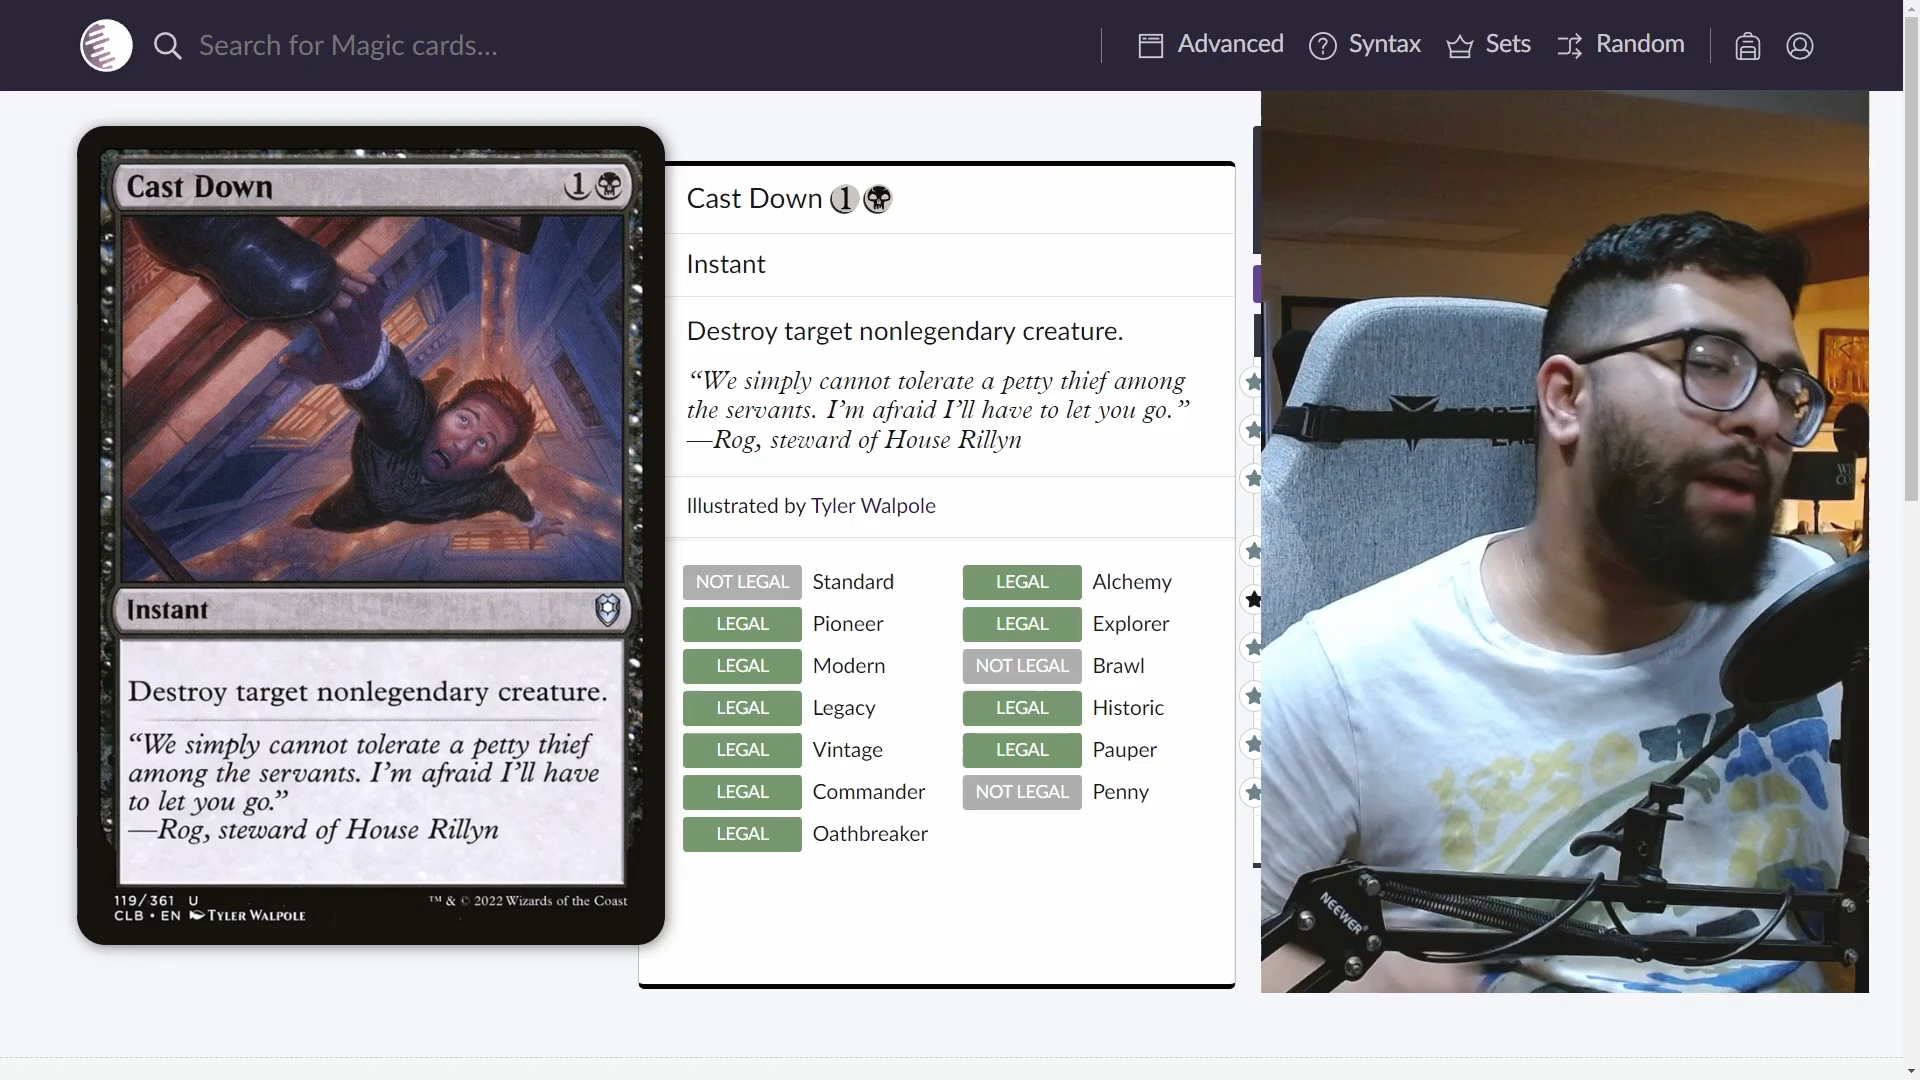 Search for Magic cards...
Advanced
Syntax
Sets
Random
Cast Down 1
Instant
Destroy target nonlegendary creature.
“We simply cannot tolerate a petty thief
among the servants. I’m afraid I’ll have
to let you go.”
—Rog, steward of House Rillyn
119/361 U
CLB • EN TYLER WALPOLE
™ & © 2022 Wizards of the Coast
Cast Down 1
Instant
Destroy target nonlegendary creature.
“We simply cannot tolerate a petty thief among
the servants. I’m afraid I’ll have to let you go.”
—Rog, steward of House Rillyn
Illustrated by Tyler Walpole
NOT LEGAL Standard
LEGAL Alchemy
LEGAL Pioneer
LEGAL Explorer
LEGAL Modern
NOT LEGAL Brawl
LEGAL Legacy
LEGAL Historic
LEGAL Vintage
LEGAL Pauper
LEGAL Commander
NOT LEGAL Penny
LEGAL Oathbreaker
NEEWER